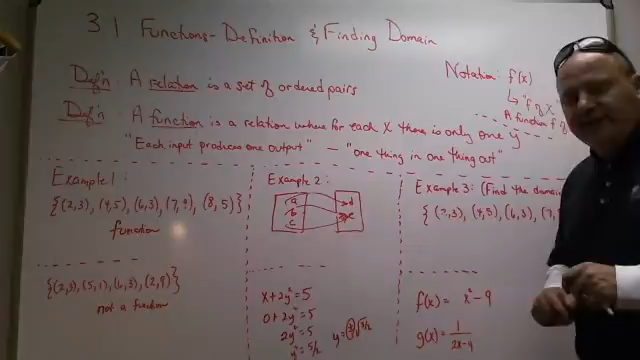 3.1 Functions - Definition & Finding Domain
Notation: f(x)
↳ "f of x"
A function f of
Def'n: A relation is a set of ordered pairs
Def'n: A function is a relation where for each x there is only one y
"Each input produces one output" — "one thing in one thing out"
Example 1:
{(2,3), (4,5), (6,3), (7,9), (8,5)}
function
{(2,3), (5,1), (6,3), (2,8)}
not a function
Example 2:
a
b
c
d
e
x + 2y² = 5
0 + 2y² = 5
2y² = 5
y² = 5/2
y = ± √5/2
Example 3: (Find the domain
{(2,3), (4,5), (6,3), (7,
f(x) = x² - 9
g(x) = 1/(2x-4)